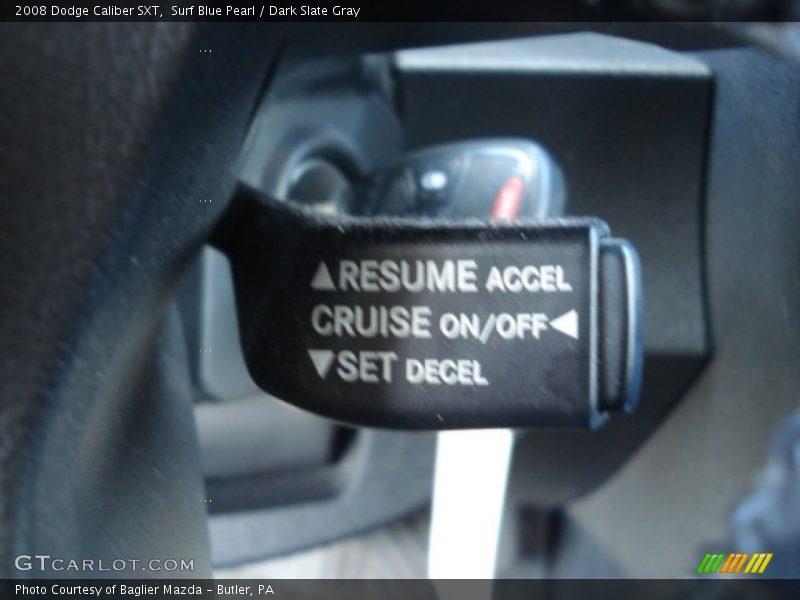 2008 Dodge Caliber SXT,  Surf Blue Pearl / Dark Slate Gray
▲RESUME ACCEL
CRUISE ON/OFF◄
▼SET DECEL
GTCARLOT.COM
Photo Courtesy of Baglier Mazda - Butler, PA